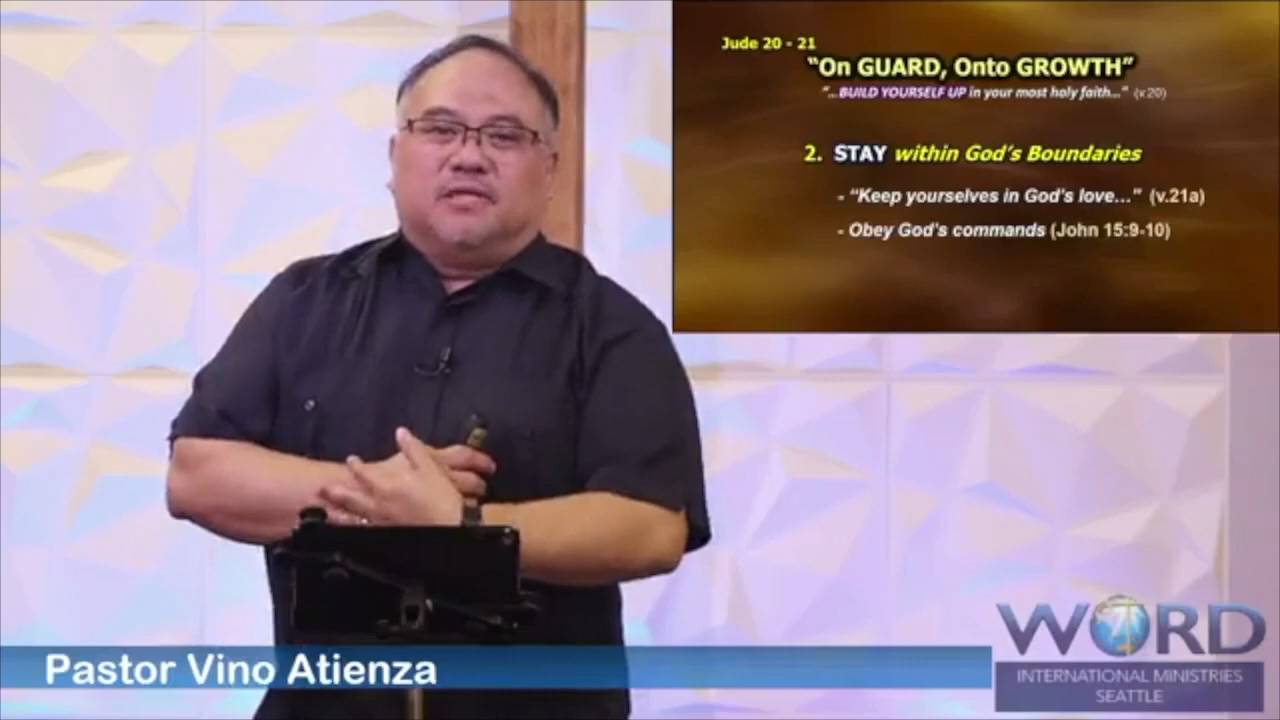 Jude 20 - 21
“On GUARD, Onto GROWTH”
“...BUILD YOURSELF UP in your most holy faith...” (v.20)
2. STAY within God’s Boundaries
- “Keep yourselves in God’s love...” (v.21a)
- Obey God’s commands (John 15:9-10)
Pastor Vino Atienza
WORD
INTERNATIONAL MINISTRIES
SEATTLE